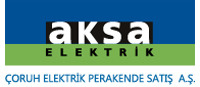 aksa
ELEKTRİK
ÇORUH ELEKTRİK PERAKENDE SATIŞ A.Ş.